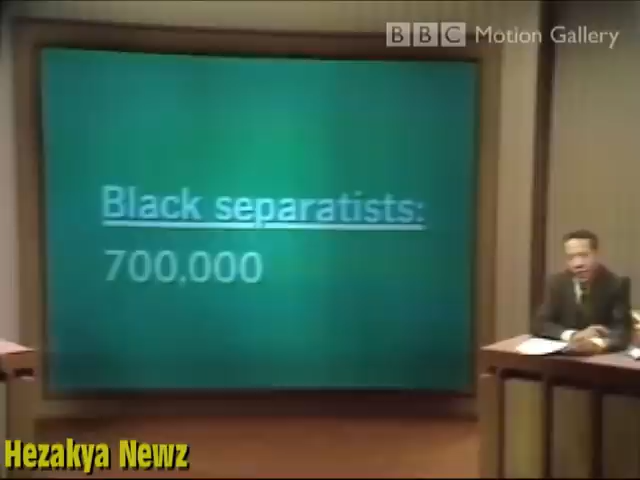 BBC Motion Gallery
Black separatists:
700,000
Hezakya Newz